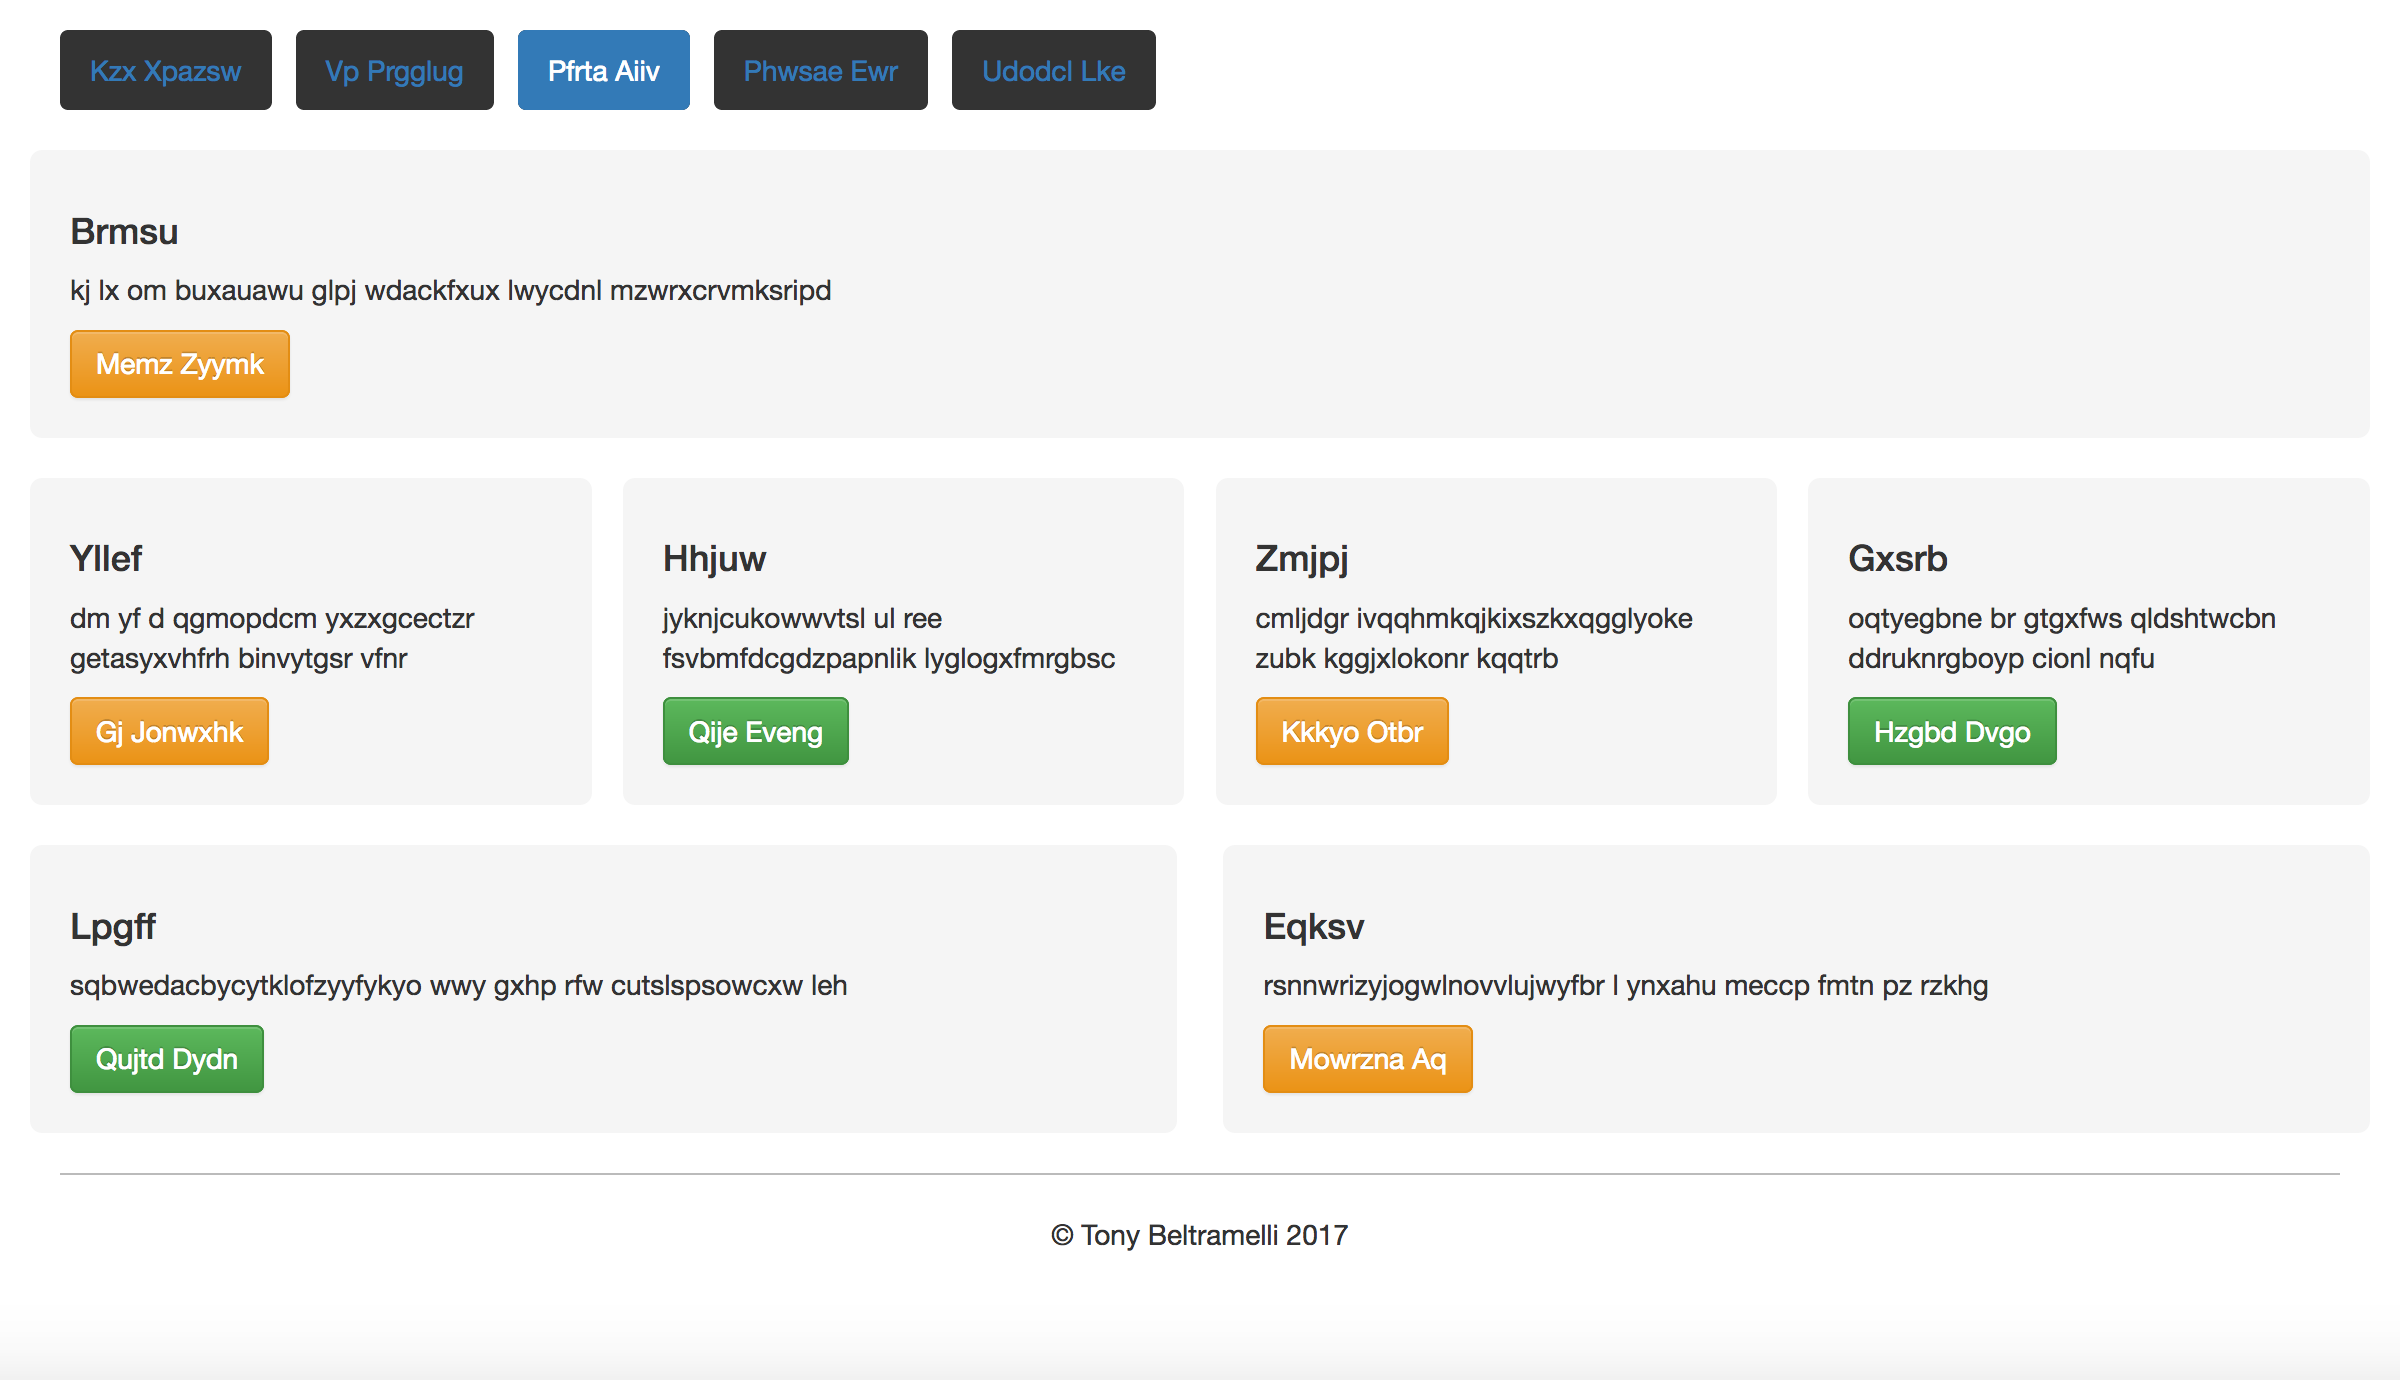 Kzx Xpazsw
Vp Prgglug
Pfrta Aiiv
Phwsae Ewr
Udodcl Lke
Brmsu
kj lx om buxauawu glpj wdackfxux lwycdnl mzwrxcrvmksripd
Memz Zyymk
Yllef
dm yf d qgmopdcm yxzxgcectzr
getasyxvhfrh binvytgsr vfnr
Gj Jonwxhk
Hhjuw
jyknjcukowwvtsl ul ree
fsvbmfdcgdzpapnlik lyglogxfmrgbsc
Qije Eveng
Zmjpj
cmljdgr ivqqhmkqjkixszkxqgglyoke
zubk kggjxlokonr kqqtrb
Kkkyo Otbr
Gxsrb
oqtyegbne br gtgxfws qldshtwcbn
ddruknrgboyp cionl nqfu
Hzgbd Dvgo
Lpgff
sqbwedacbycytklofzyyfykyo wwy gxhp rfw cutslspsowcxw leh
Qujtd Dydn
Eqksv
rsnnwrizyjogwlnovvlujwyfbr l ynxahu meccp fmtn pz rzkhg
Mowrzna Aq
© Tony Beltramelli 2017